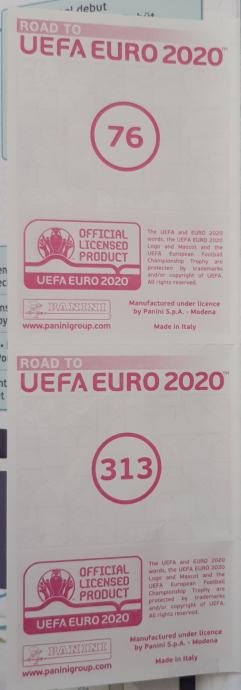 al debut
ROAD TO
UEFA EURO 2020™
76
OFFICIAL
LICENSED
PRODUCT
UEFA EURO 2020
The UEFA and EURO 2020
words, the UEFA EURO 2020
Logo and Mascot and the
UEFA European Football
Championship Trophy are
protected by trademarks
and/or copyright of UEFA.
All rights reserved.
PANINI
www.paninigroup.com
Manufactured under licence
by Panini S.p.A. - Modena
Made in Italy
ROAD TO
UEFA EURO 2020™
313
OFFICIAL
LICENSED
PRODUCT
UEFA EURO 2020
The UEFA and EURO 2020
words, the UEFA EURO 2020
Logo and Mascot and the
UEFA European Football
Championship Trophy are
protected by trademarks
and/or copyright of UEFA.
All rights reserved.
PANINI
www.paninigroup.com
Manufactured under licence
by Panini S.p.A. - Modena
Made in Italy